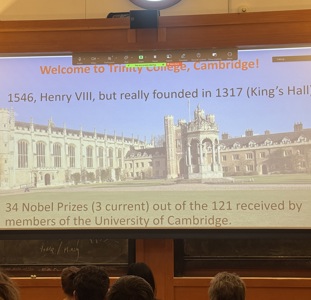 Welcome to Trinity College, Cambridge!
1546, Henry VIII, but really founded in 1317 (King's Hall
34 Nobel Prizes (3 current) out of the 121 received by
members of the University of Cambridge.